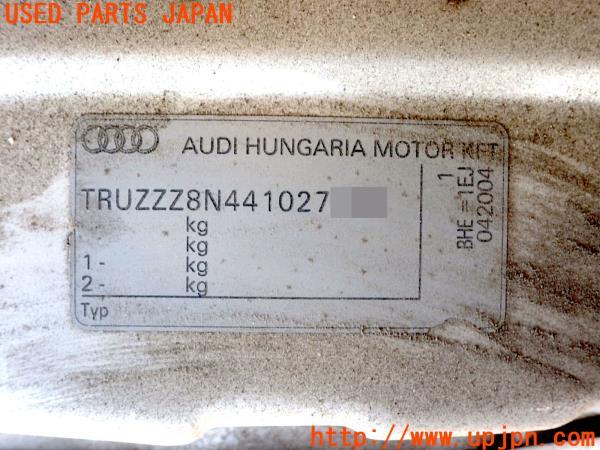 USED PARTS JAPAN
AUDI HUNGARIA MOTOR KFT
TRUZZZ8N441027
kg
kg
1 - kg
2 - kg
Typ
1
BHE =1EJ
042004
http://www.upjpn.com/